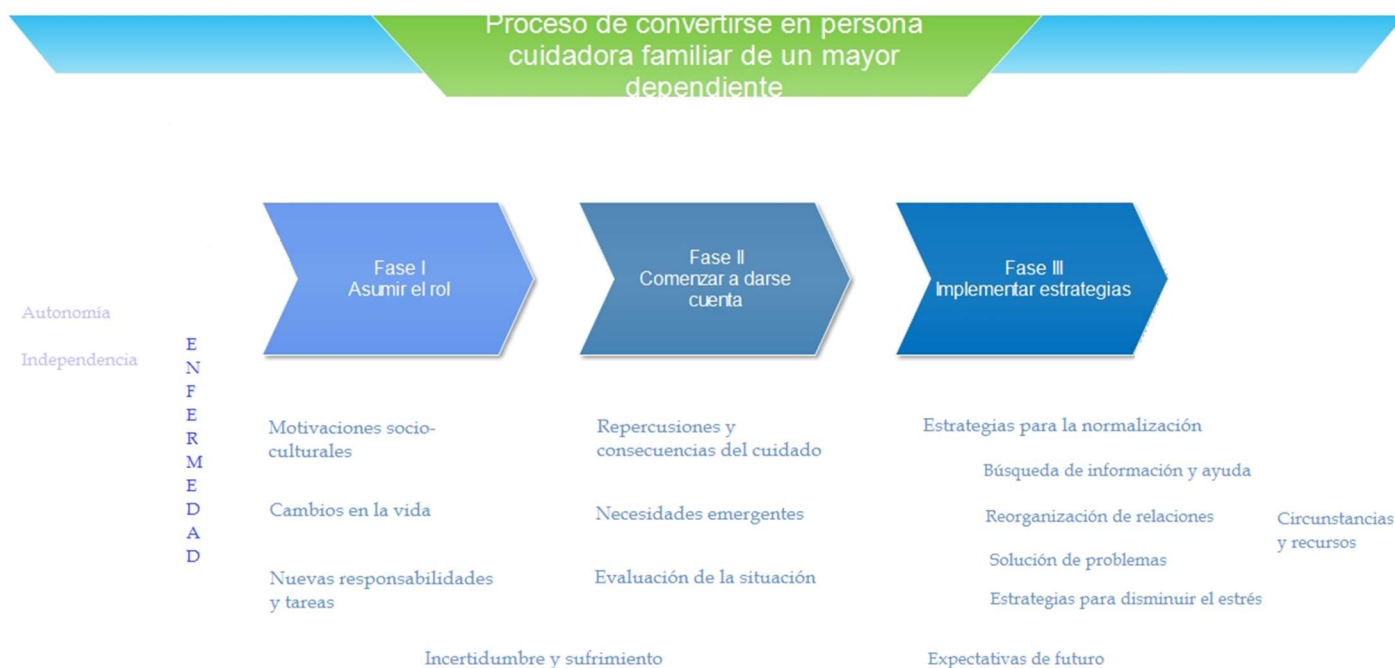 Proceso de convertirse en persona
cuidadora familiar de un mayor
dependiente
Fase I
Asumir el rol
Fase II
Comenzar a darse
cuenta
Fase III
Implementar estrategias
Autonomía
Independencia
E
N
F
E
R
M
E
D
A
D
Motivaciones socio-
culturales
Cambios en la vida
Nuevas responsabilidades
y tareas
Repercusiones y
consecuencias del cuidado
Necesidades emergentes
Evaluación de la situación
Estrategias para la normalización
Búsqueda de información y ayuda
Reorganización de relaciones
Solución de problemas
Estrategias para disminuir el estrés
Circunstancias
y recursos
Incertidumbre y sufrimiento
Expectativas de futuro